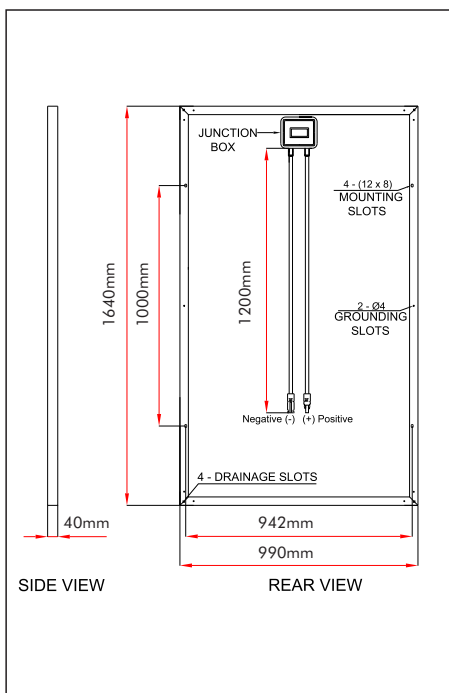 JUNCTION
BOX
4 - (12 x 8)
MOUNTING
SLOTS
1640mm
1000mm
1200mm
2 - Ø4
GROUNDING
SLOTS
Negative (-) (+) Positive
4 - DRAINAGE SLOTS
40mm
942mm
990mm
SIDE VIEW
REAR VIEW